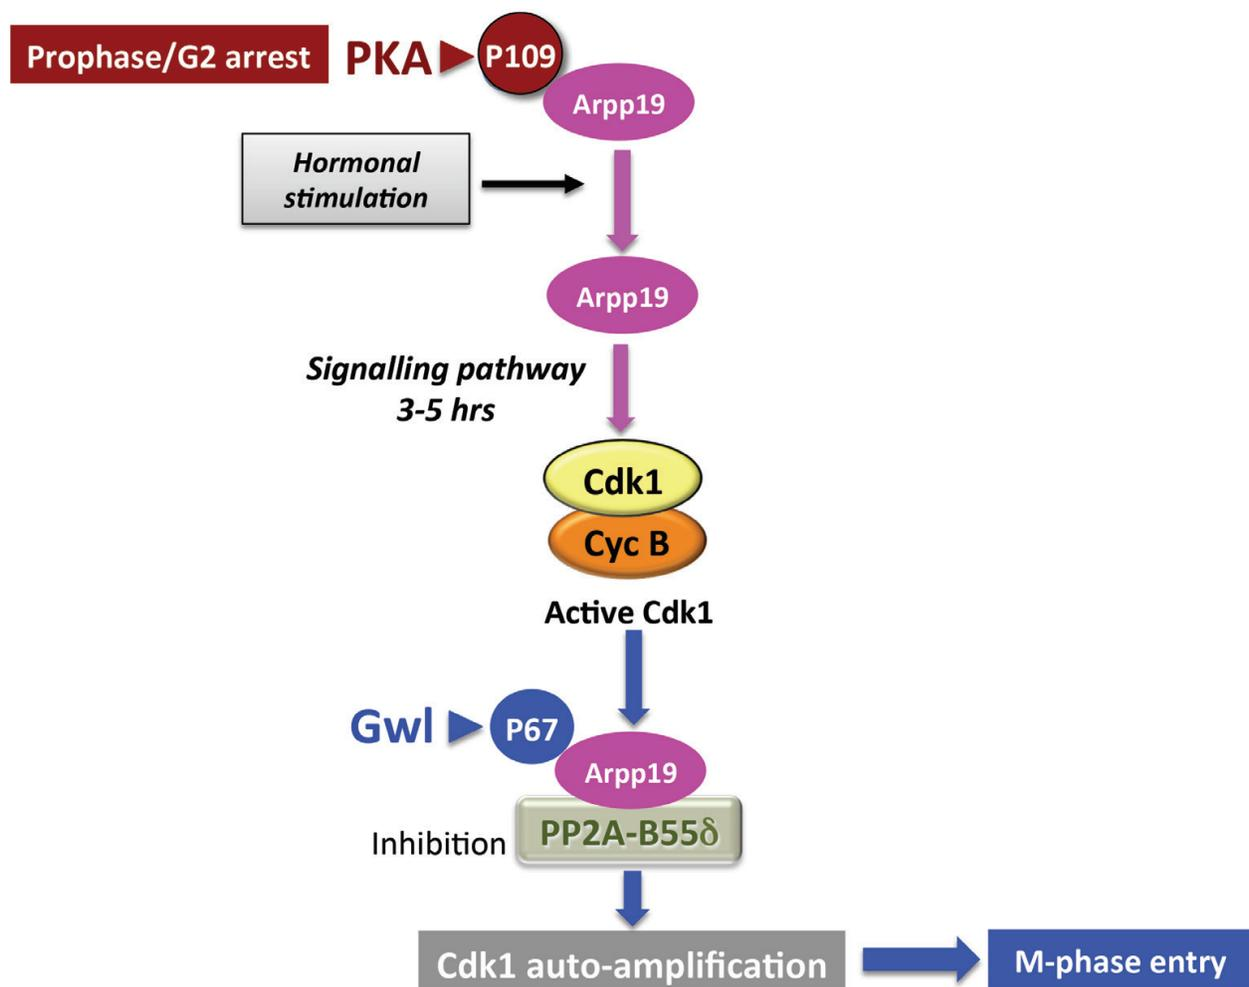 Prophase/G2 arrest
PKA
P109
Arpp19
Hormonal
stimulation
Arpp19
Signalling pathway
3-5 hrs
Cdk1
Cyc B
Active Cdk1
Gwl
P67
Arpp19
Inhibition
PP2A-B55δ
Cdk1 auto-amplification
M-phase entry